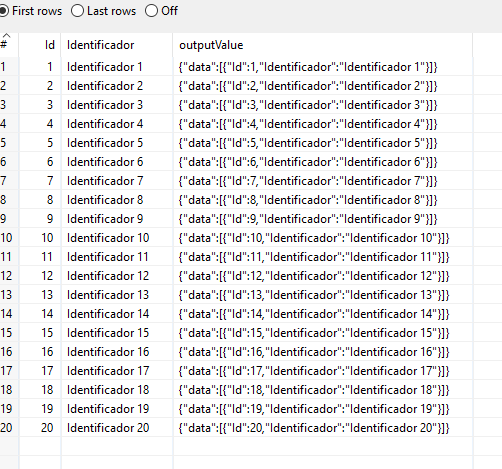 First rows Last rows Off
# Id Identificador outputValue
1 1 Identificador 1 {"data":[{"Id":1,"Identificador":"Identificador 1"}]}
2 2 Identificador 2 {"data":[{"Id":2,"Identificador":"Identificador 2"}]}
3 3 Identificador 3 {"data":[{"Id":3,"Identificador":"Identificador 3"}]}
4 4 Identificador 4 {"data":[{"Id":4,"Identificador":"Identificador 4"}]}
5 5 Identificador 5 {"data":[{"Id":5,"Identificador":"Identificador 5"}]}
6 6 Identificador 6 {"data":[{"Id":6,"Identificador":"Identificador 6"}]}
7 7 Identificador 7 {"data":[{"Id":7,"Identificador":"Identificador 7"}]}
8 8 Identificador 8 {"data":[{"Id":8,"Identificador":"Identificador 8"}]}
9 9 Identificador 9 {"data":[{"Id":9,"Identificador":"Identificador 9"}]}
10 10 Identificador 10 {"data":[{"Id":10,"Identificador":"Identificador 10"}]}
11 11 Identificador 11 {"data":[{"Id":11,"Identificador":"Identificador 11"}]}
12 12 Identificador 12 {"data":[{"Id":12,"Identificador":"Identificador 12"}]}
13 13 Identificador 13 {"data":[{"Id":13,"Identificador":"Identificador 13"}]}
14 14 Identificador 14 {"data":[{"Id":14,"Identificador":"Identificador 14"}]}
15 15 Identificador 15 {"data":[{"Id":15,"Identificador":"Identificador 15"}]}
16 16 Identificador 16 {"data":[{"Id":16,"Identificador":"Identificador 16"}]}
17 17 Identificador 17 {"data":[{"Id":17,"Identificador":"Identificador 17"}]}
18 18 Identificador 18 {"data":[{"Id":18,"Identificador":"Identificador 18"}]}
19 19 Identificador 19 {"data":[{"Id":19,"Identificador":"Identificador 19"}]}
20 20 Identificador 20 {"data":[{"Id":20,"Identificador":"Identificador 20"}]}